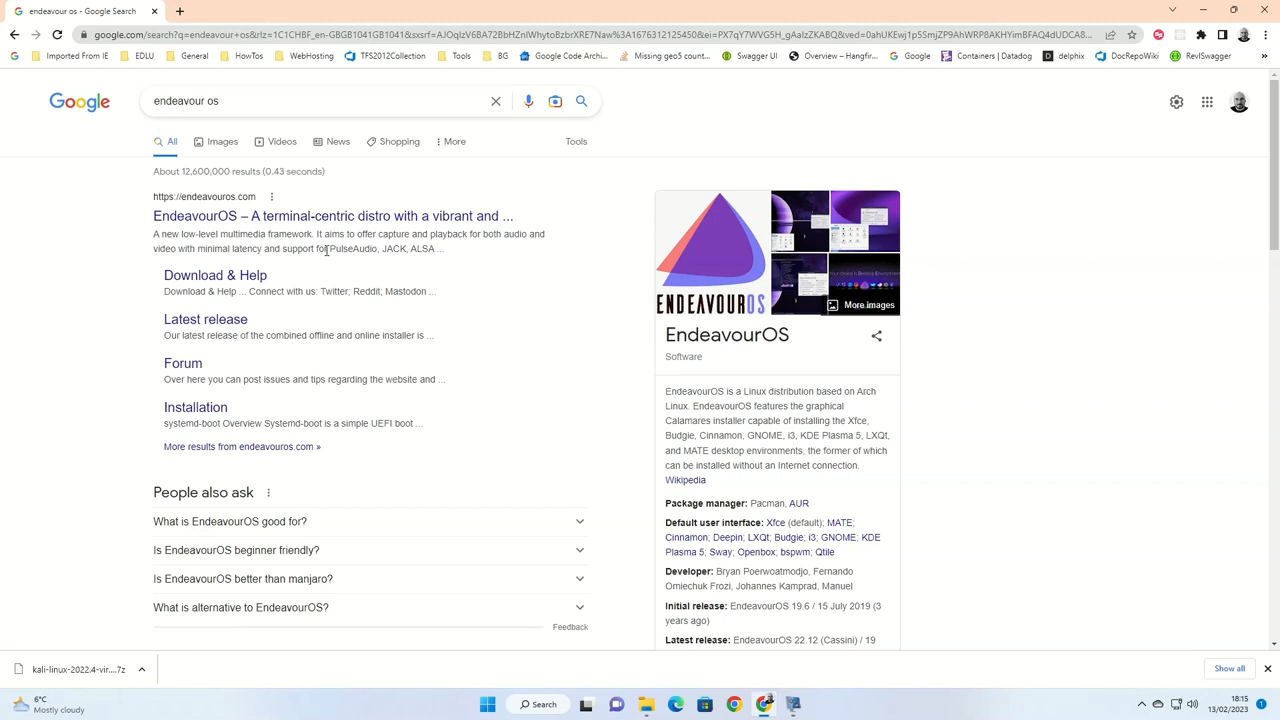 endeavour os - Google Search
google.com/search?q=endeavour+os&rlz=1C1CHBF_en-GBGB1041GB1041&sxsrf=
Google
Imported From IE
EDLU
General
HowTos
WebHosting
TFS2012Collection
Tools
BG
Google Code Archi...
Missing geo5 count...
Swagger UI
Overview – Hangfir...
Google
Containers | Datadog
delphix
DocRepoWiki
RevISwagger
»
Google
endeavour os
All
Images
Videos
News
Shopping
More
Tools
About 12,600,000 results (0.43 seconds)
https://endeavouros.com
EndeavourOS – A terminal-centric distro with a vibrant and ...
A new low-level multimedia framework. It aims to offer capture and playback for both audio and
video with minimal latency and support for PulseAudio, JACK, ALSA ...
Download & Help
Download & Help ... Connect with us: Twitter; Reddit; Mastodon ...
Latest release
Our latest release of the combined offline and online installer is ...
Forum
Over here you can post issues and tips regarding the website and ...
Installation
systemd-boot Overview Systemd-boot is a simple UEFI boot ...
More results from endeavouros.com »
People also ask
What is EndeavourOS good for?
Is EndeavourOS beginner friendly?
Is EndeavourOS better than manjaro?
What is alternative to EndeavourOS?
Feedback
ENDEAVOUROS
More images
EndeavourOS
Software
EndeavourOS is a Linux distribution based on Arch
Linux. EndeavourOS features the graphical
Calamares installer capable of installing the Xfce,
Budgie, Cinnamon, GNOME, i3, KDE Plasma 5, LXQt,
and MATE desktop environments, the former of which
can be installed without an Internet connection.
Wikipedia
Package manager: Pacman, AUR
Default user interface: Xfce (default); MATE;
Cinnamon; Deepin; LXQt; Budgie; i3; GNOME; KDE
Plasma 5; Sway; Openbox; bspwm; Qtile
Developer: Bryan Poerwoatmodjo, Fernando
Omiechuk Frozi, Johannes Kamprad, Manuel
Initial release: EndeavourOS 19.6 / 15 July 2019 (3
years ago)
Latest release: EndeavourOS 22.12 (Cassini) / 19
kali-linux-2022.4-vir....7z
Show all
6°C
Mostly cloudy
Search
18:15
13/02/2023